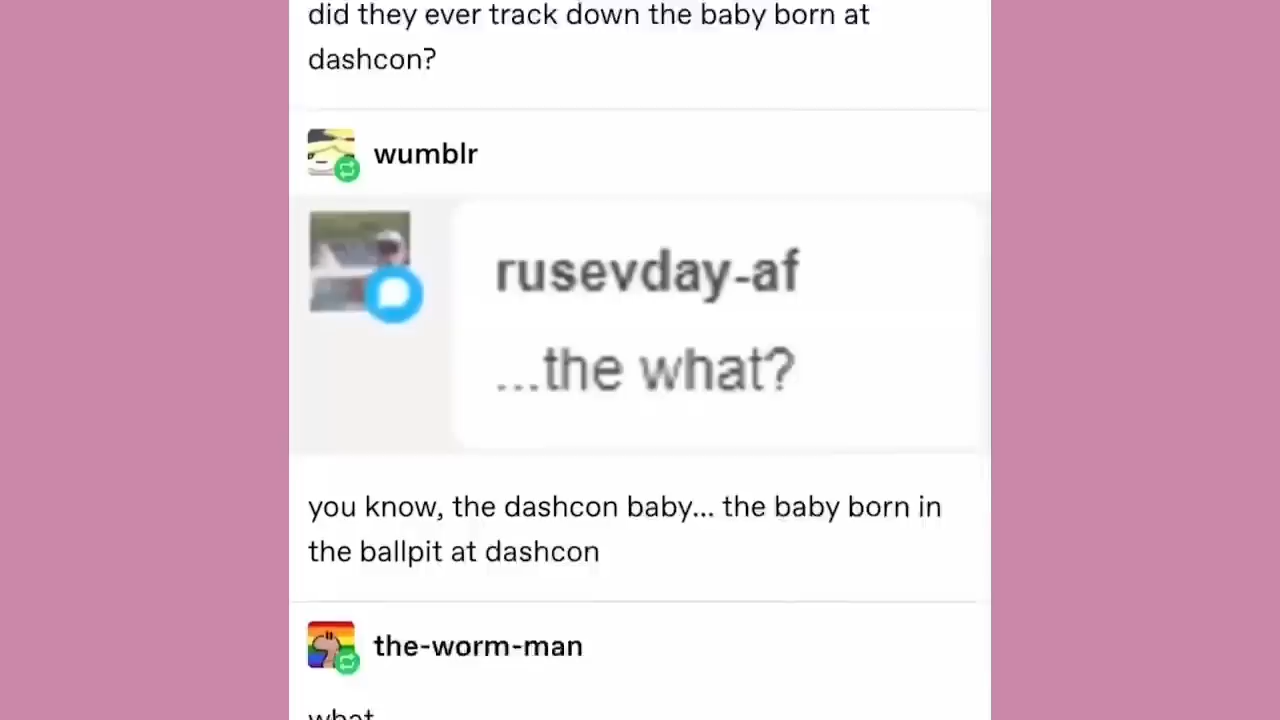 did they ever track down the baby born at
dashcon?
wumblr
rusevday-af
...the what?
you know, the dashcon baby... the baby born in
the ballpit at dashcon
the-worm-man
what